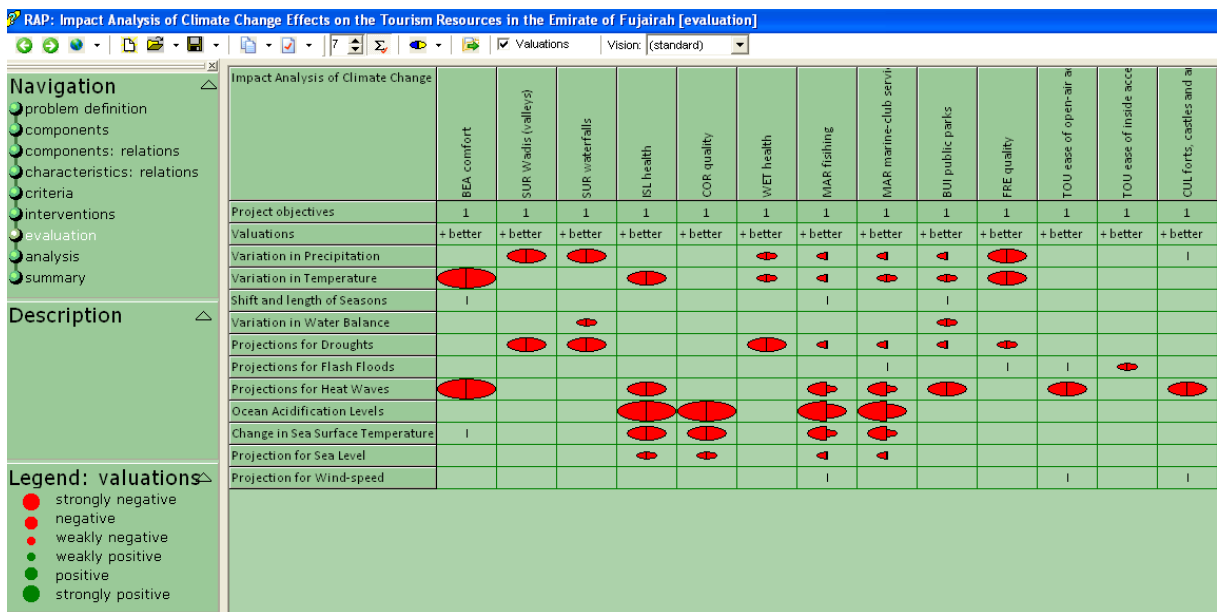 RAP: Impact Analysis of Climate Change Effects on the Tourism Resources in the Emirate of Fujairah [evaluation]
7 Σ Valuations Vision: (standard)
Navigation
problem definition
components
components: relations
characteristics: relations
criteria
interventions
evaluation
analysis
summary
Description
Legend: valuations
strongly negative
negative
weakly negative
weakly positive
positive
strongly positive
Impact Analysis of Climate Change
BEA comfort
SUR Wadis (valleys)
SUR waterfalls
ISL health
COR quality
WET health
MAR fisihing
MAR marine-club servi
BUI public parks
FRE quality
TOU ease of open-air a
TOU ease of inside acce
CUL forts, castles and a
Project objectives 1 1 1 1 1 1 1 1 1 1 1 1 1
Valuations + better + better + better + better + better + better + better + better + better + better + better + better + better
Variation in Precipitation
Variation in Temperature
Shift and length of Seasons
Variation in Water Balance
Projections for Droughts
Projections for Flash Floods
Projections for Heat Waves
Ocean Acidification Levels
Change in Sea Surface Temperature
Projection for Sea Level
Projection for Wind-speed